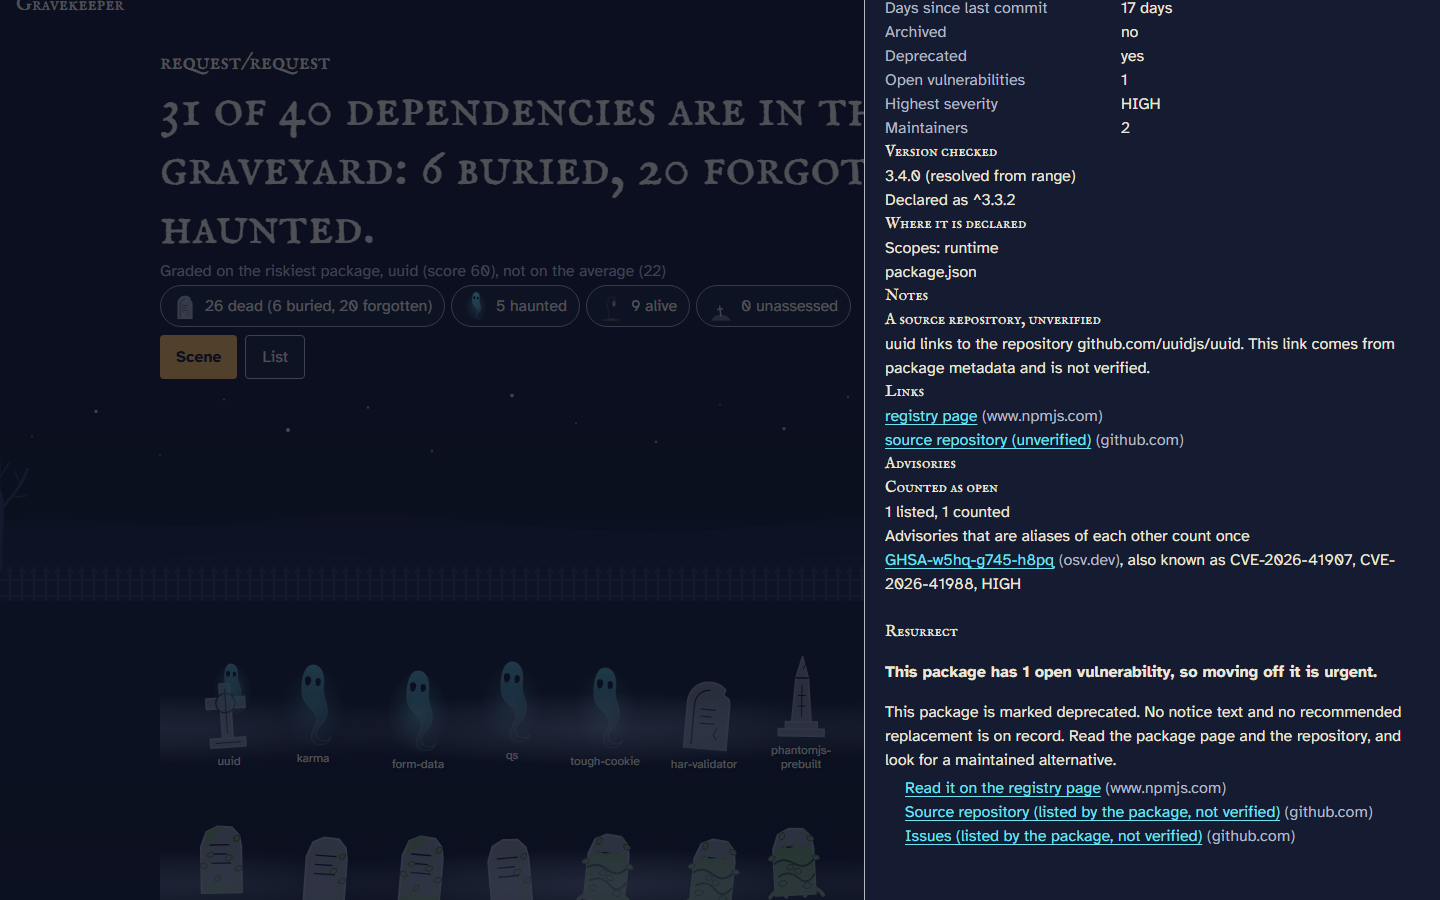 Gravekeeper
request/request
31 of 40 dependencies are in th
graveyard: 6 buried, 20 forgot
haunted.
Graded on the riskiest package, uuid (score 60), not on the average (22)
26 dead (6 buried, 20 forgotten)
5 haunted
9 alive
0 unassessed
Scene
List
uuid
karma
form-data
qs
tough-cookie
har-validator
phantomjs-
prebuilt
Days since last commit 17 days
Archived no
Deprecated yes
Open vulnerabilities 1
Highest severity HIGH
Maintainers 2
Version checked
3.4.0 (resolved from range)
Declared as ^3.3.2
Where it is declared
Scopes: runtime
package.json
Notes
A source repository, unverified
uuid links to the repository github.com/uuidjs/uuid. This link comes from
package metadata and is not verified.
Links
registry page (www.npmjs.com)
source repository (unverified) (github.com)
Advisories
Counted as open
1 listed, 1 counted
Advisories that are aliases of each other count once
GHSA-w5hq-g745-h8pq (osv.dev), also known as CVE-2026-41907, CVE-
2026-41988, HIGH
Resurrect
This package has 1 open vulnerability, so moving off it is urgent.
This package is marked deprecated. No notice text and no recommended
replacement is on record. Read the package page and the repository, and
look for a maintained alternative.
Read it on the registry page (www.npmjs.com)
Source repository (listed by the package, not verified) (github.com)
Issues (listed by the package, not verified) (github.com)